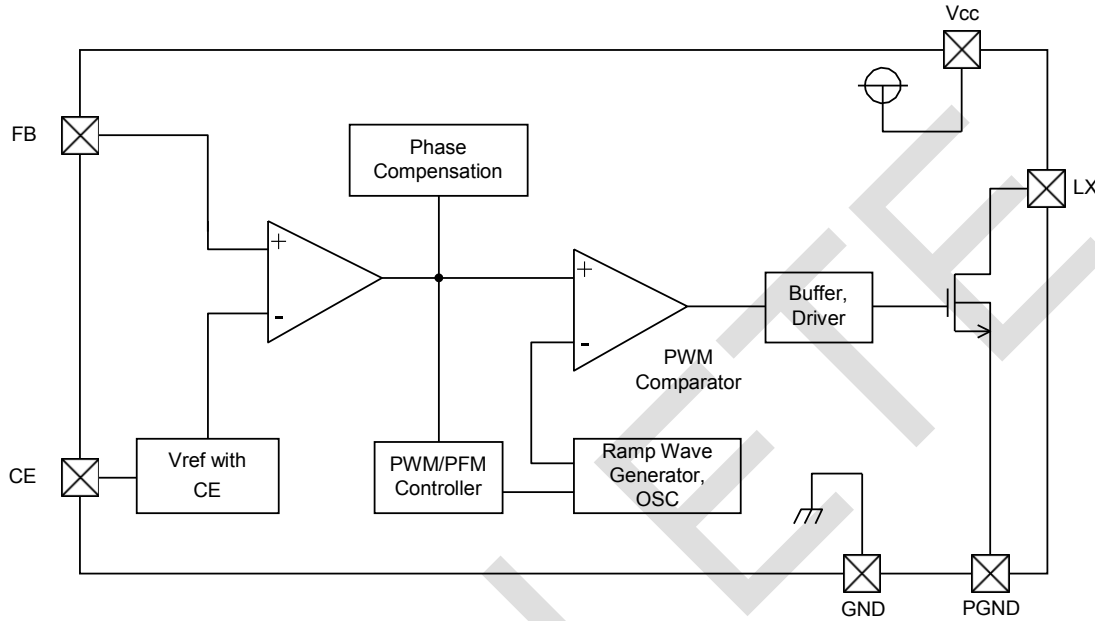 Vcc
FB
Phase
Compensation
LX
+
-
+
-
Buffer,
Driver
PWM
Comparator
CE
Vref with
CE
PWM/PFM
Controller
Ramp Wave
Generator,
OSC
GND
PGND
LETE